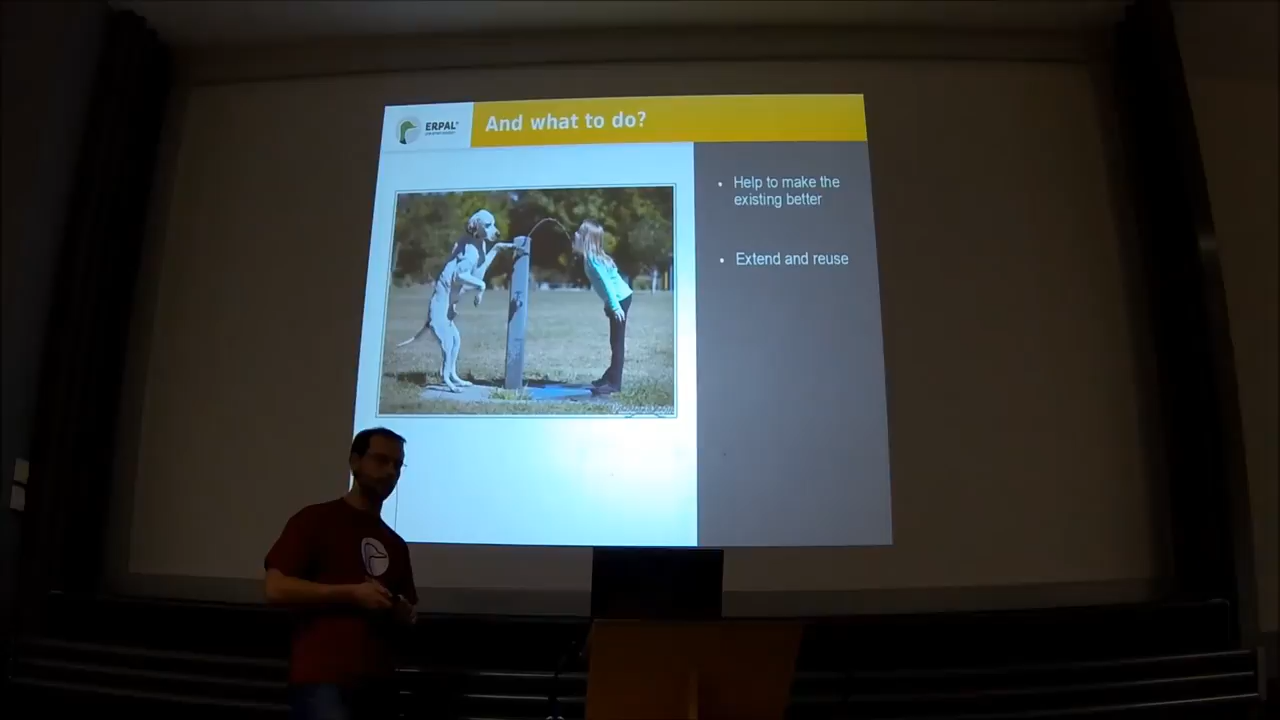 ERPAL®
And what to do?
• Help to make the
existing better
• Extend and reuse